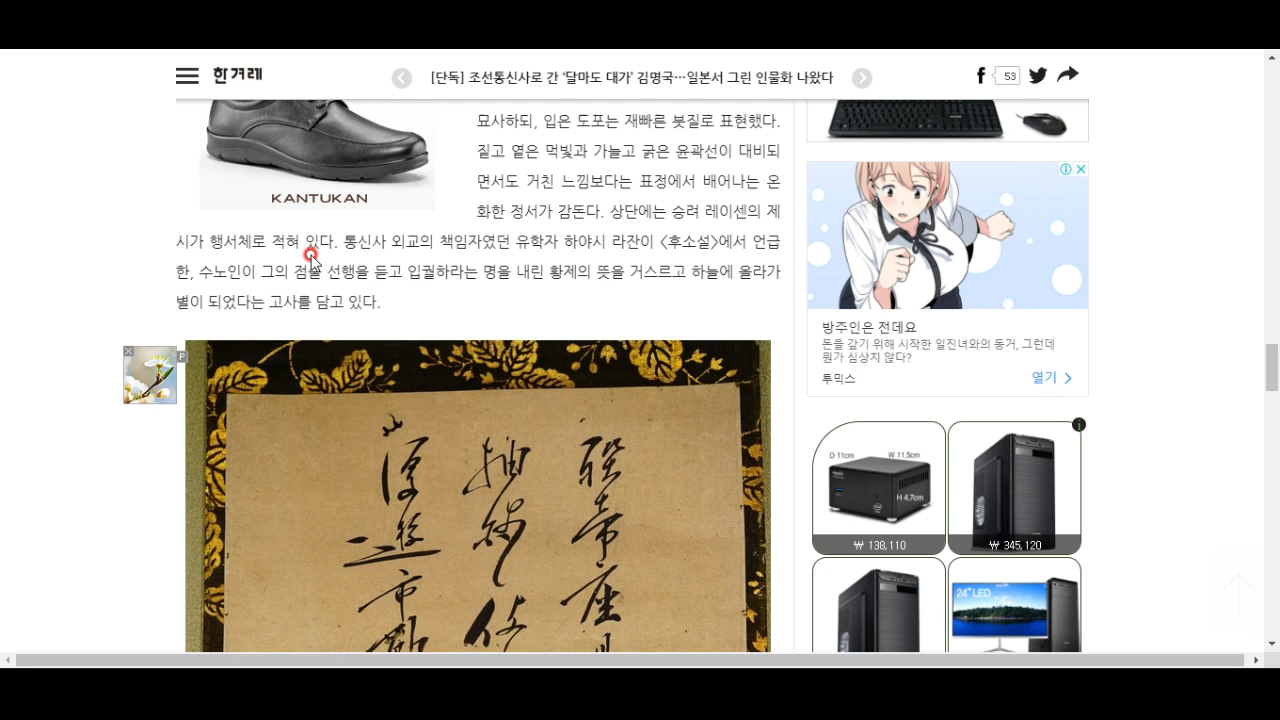 한겨레
[단독] 조선통신사로 간 ‘달마도 대가’ 김명국…일본서 그린 인물화 나왔다
53
KANTUKAN
묘사하되, 입은 도포는 재빠른 붓질로 표현했다.
짙고 옅은 먹빛과 가늘고 굵은 윤곽선이 대비되
면서도 거친 느낌보다는 표정에서 배어나는 온
화한 정서가 감돈다. 상단에는 승려 레이센의 제
시가 행서체로 적혀 있다. 통신사 외교의 책임자였던 유학자 하야시 라잔이 <후소설>에서 언급
한, 수노인이 그의 점술 선행을 듣고 입궐하라는 명을 내린 황제의 뜻을 거스르고 하늘에 올라가
별이 되었다는 고사를 담고 있다.
P
방주인은 전데요
돈을 갚기 위해 시작한 일진녀와의 동거, 그런데
뭔가 심상치 않다?
투믹스
열기
D 11cm
W 11.5cm
H 4.7cm
₩ 138,110
₩ 345,120
24" LED